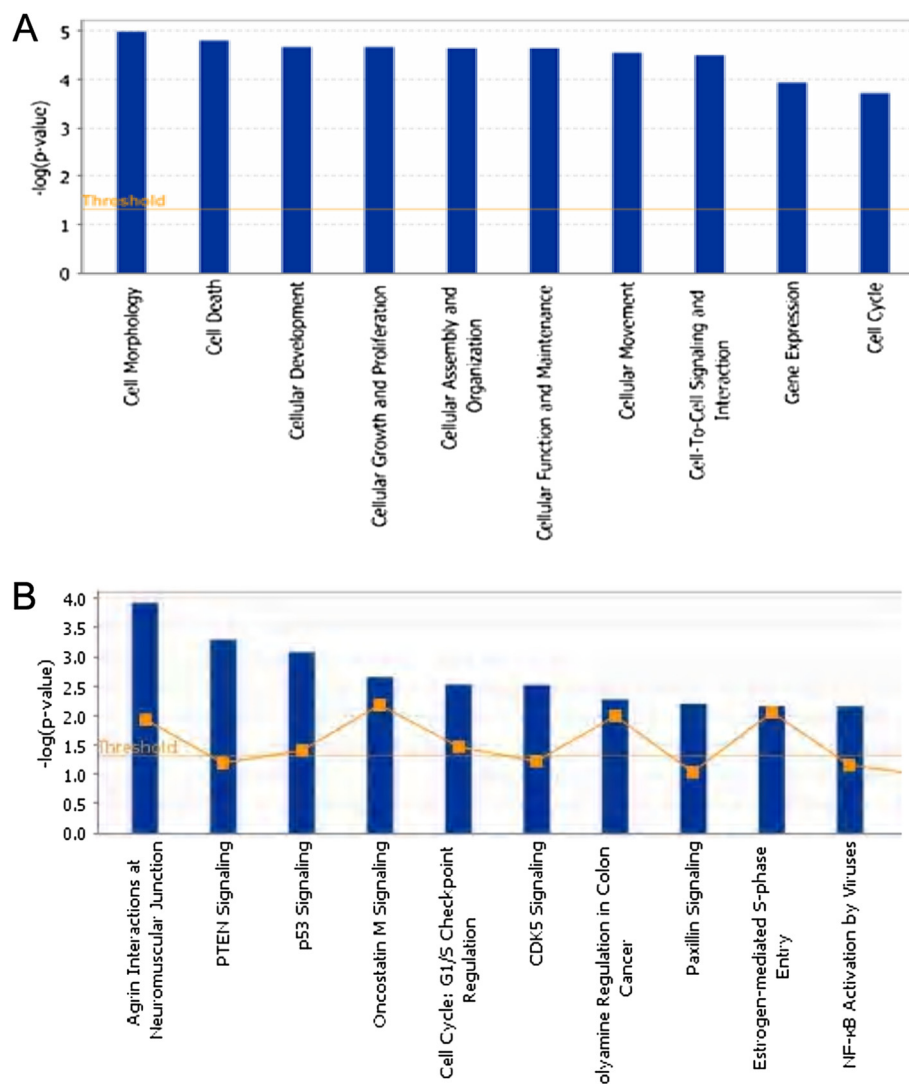 A
-log(p-value)
5
4
3
2
1
0
Threshold
Cell Morphology
Cell Death
Cellular Development
Cellular Growth and Proliferation
Cellular Assembly and
Organization
Cellular Function and Maintenance
Cellular Movement
Cell-To-Cell Signaling and
Interaction
Gene Expression
Cell Cycle
B
-log(p-value)
4.0
3.5
3.0
2.5
2.0
1.5
1.0
0.5
0.0
Threshold
Agrin Interactions at
Neuromuscular Junction
PTEN Signaling
p53 Signaling
Oncostatin M Signaling
Cell Cycle: G1/S Checkpoint
Regulation
CDK5 Signaling
olyamine Regulation in Colon
Cancer
Paxillin Signaling
Estrogen-mediated S-phase
Entry
NF-κB Activation by Viruses